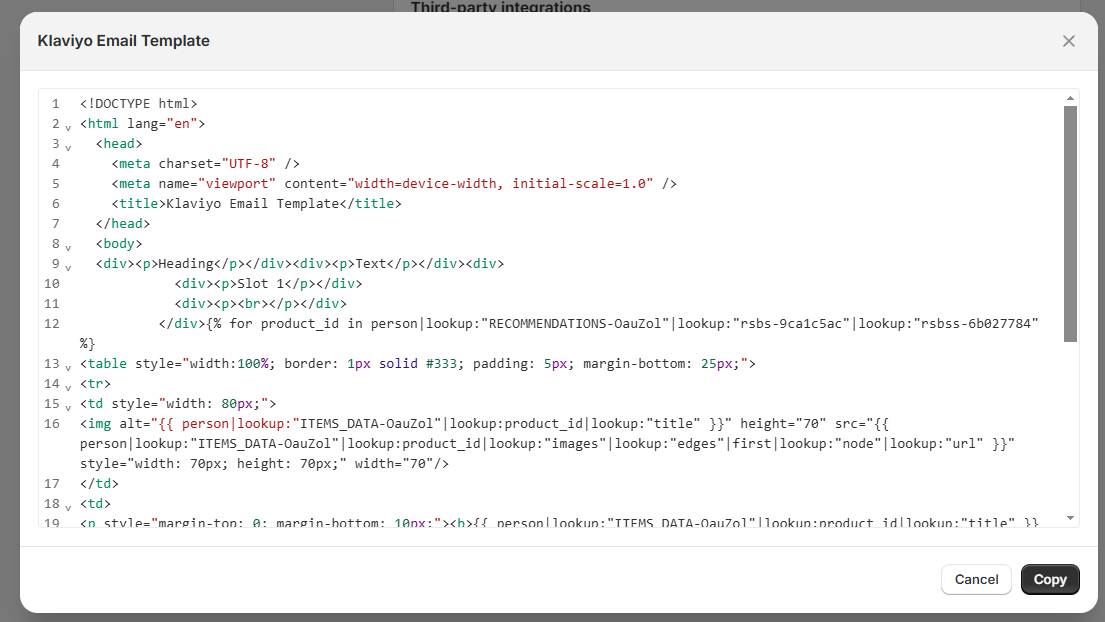 Third-party integrations
Klaviyo Email Template
1 <!DOCTYPE html>
2 <html lang="en">
3 <head>
4 <meta charset="UTF-8" />
5 <meta name="viewport" content="width=device-width, initial-scale=1.0" />
6 <title>Klaviyo Email Template</title>
7 </head>
8 <body>
9 <div><p>Heading</p></div><div><p>Text</p></div><div>
10 <div><p>Slot 1</p></div>
11 <div><p><br></p></div>
12 </div>{% for product_id in person|lookup:"RECOMMENDATIONS-OauZol"|lookup:"rsbs-9ca1c5ac"|lookup:"rsbss-6b027784"
%}
13 <table style="width:100%; border: 1px solid #333; padding: 5px; margin-bottom: 25px;">
14 <tr>
15 <td style="width: 80px;">
16 <img alt="{{ person|lookup:"ITEMS_DATA-OauZol"|lookup:product_id|lookup:"title" }}" height="70" src="{{
person|lookup:"ITEMS_DATA-OauZol"|lookup:product_id|lookup:"images"|lookup:"edges"|first|lookup:"node"|lookup:"url" }}"
style="width: 70px; height: 70px;" width="70"/>
17 </td>
18 <td>
19 <p style="margin-top: 0; margin-bottom: 10px;"><b>{{ person|lookup:"ITEMS_DATA-OauZol"|lookup:product_id|lookup:"title" }}
Cancel
Copy